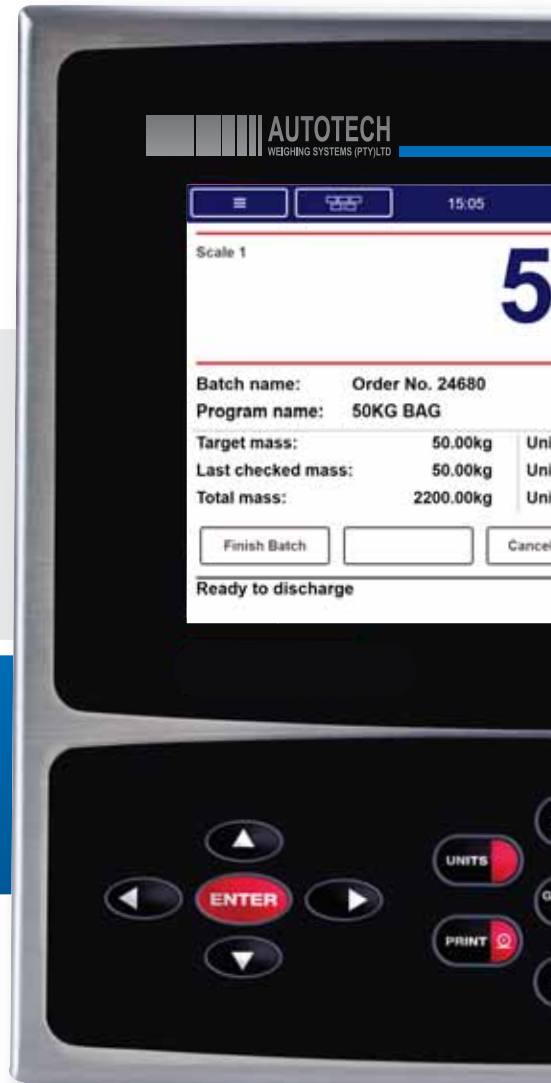 AUTOTECH
WEIGHING SYSTEMS (PTY)LTD
15:05
Scale 1
5
Batch name: Order No. 24680
Program name: 50KG BAG
Target mass: 50.00kg
Last checked mass: 50.00kg
Total mass: 2200.00kg
Finish Batch Cancel
Ready to discharge
UNITS
ENTER
PRINT